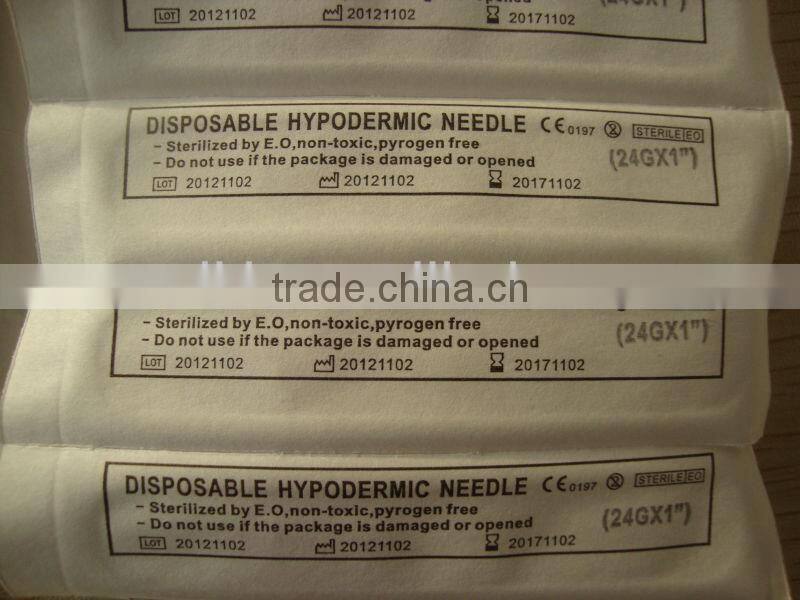 opened
(24GX1")
LOT 20121102 20121102 20171102
DISPOSABLE HYPODERMIC NEEDLE CE0197 2 STERILE EO
- Sterilized by E.O,non-toxic,pyrogen free
- Do not use if the package is damaged or opened
(24GX1")
LOT 20121102 20121102 20171102
trade.china.cn
- Sterilized by E.O,non-toxic,pyrogen free
- Do not use if the package is damaged or opened
(24GX1")
LOT 20121102 20121102 20171102
DISPOSABLE HYPODERMIC NEEDLE CE0197 2 STERILE EO
- Sterilized by E.O,non-toxic,pyrogen free
- Do not use if the package is damaged or opened
(24GX1")
LOT 20121102 20121102 20171102